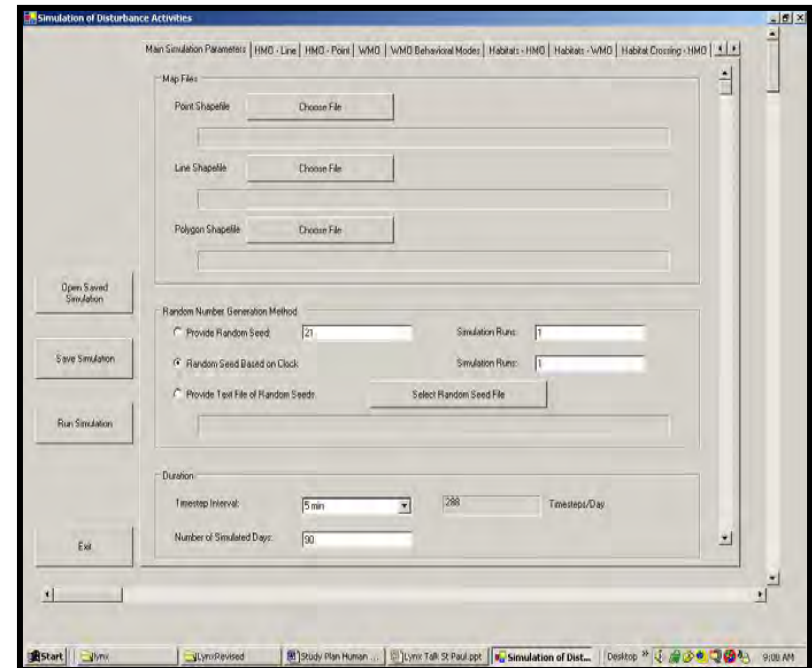 Simulation of Disturbance Activities
Main Simulation Parameters HMO - Line HMO - Point WMO WMO Behavioral Modes Habitats - HMO Habitats - WMO Habitat Crossing - HMO
Map Files
Point Shapefile Choose File
Line Shapefile Choose File
Polygon Shapefile Choose File
Open Saved Simulation
Save Simulation
Run Simulation
Exit
Random Number Generation Method
Provide Random Seed: 21 Simulation Runs: 1
Random Seed Based on Clock Simulation Runs: 1
Provide Text File of Random Seeds Select Random Seed File
Duration
Timestep Interval: 5 min 288 Timesteps/Day
Number of Simulated Days: 90
Start lynx LynxRevised Study Plan Human ... Lynx Talk St Paul.ppt Simulation of Dist... Desktop » 9:08 AM